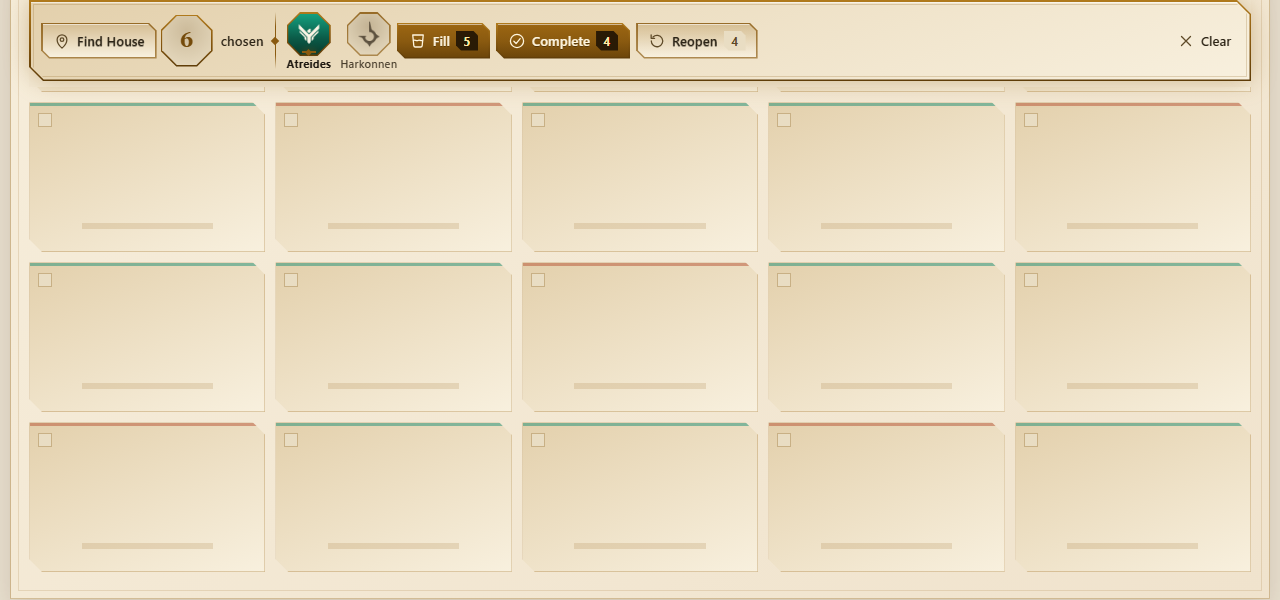 Find House
6
chosen
Atreides
Harkonnen
Fill 5
Complete 4
Reopen 4
Clear